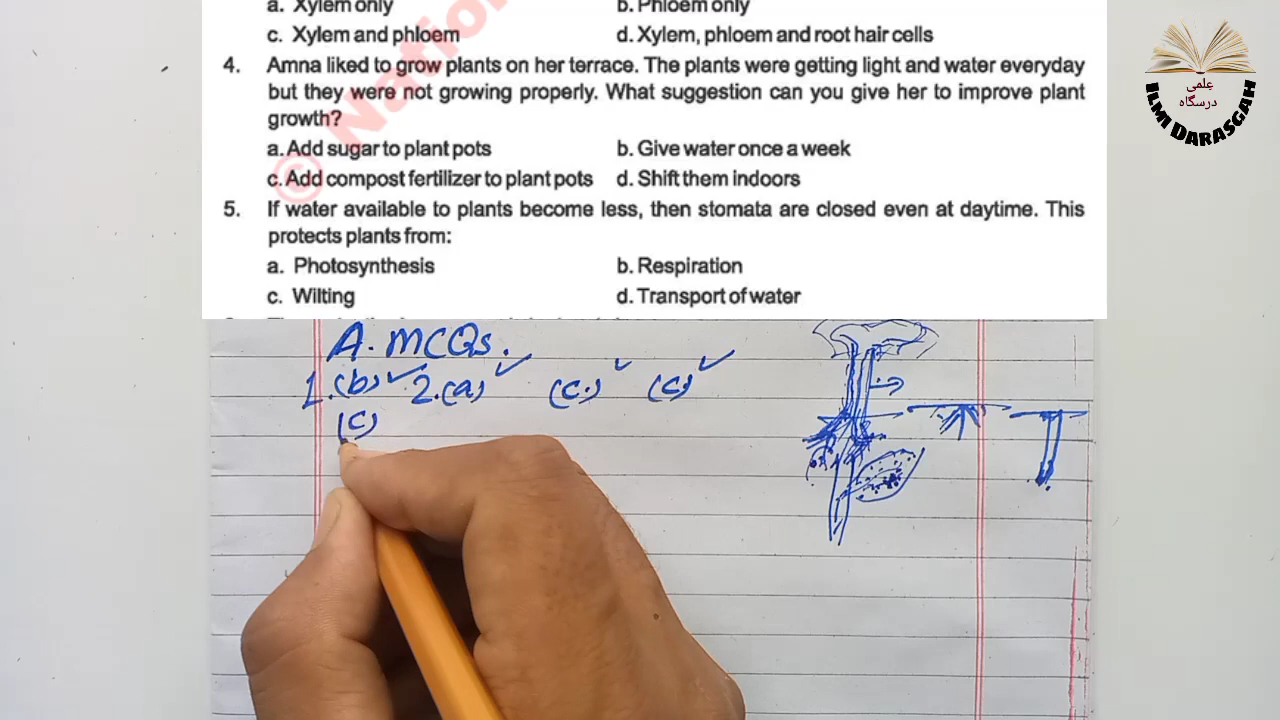 a. Xylem only b. Phloem only
c. Xylem and phloem d. Xylem, phloem and root hair cells
4. Amna liked to grow plants on her terrace. The plants were getting light and water everyday
but they were not growing properly. What suggestion can you give her to improve plant
growth?
a. Add sugar to plant pots b. Give water once a week
c. Add compost fertilizer to plant pots d. Shift them indoors
5. If water available to plants become less, then stomata are closed even at daytime. This
protects plants from:
a. Photosynthesis b. Respiration
c. Wilting d. Transport of water
© Nation
علمی
درسگاہ
ILMI DARASGAH
A. MCQs.
1. (b) ✓ 2. (a) ✓ (c.) ✓ (c) ✓
(c)